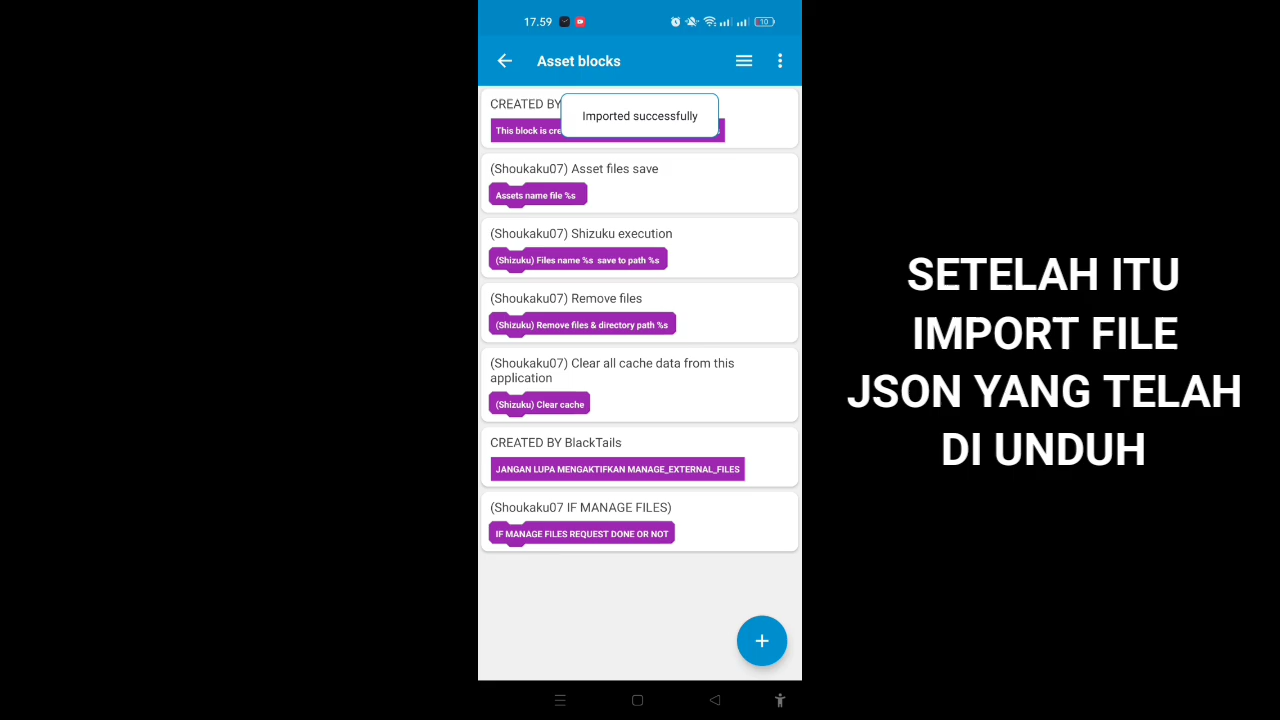 17.59
10
Asset blocks
Imported successfully
CREATED BY
This block is cre
(Shoukaku07) Asset files save
Assets name file %s
(Shoukaku07) Shizuku execution
(Shizuku) Files name %s save to path %s
(Shoukaku07) Remove files
(Shizuku) Remove files & directory path %s
(Shoukaku07) Clear all cache data from this
application
(Shizuku) Clear cache
CREATED BY BlackTails
JANGAN LUPA MENGAKTIFKAN MANAGE_EXTERNAL_FILES
(Shoukaku07 IF MANAGE FILES)
IF MANAGE FILES REQUEST DONE OR NOT
SETELAH ITU
IMPORT FILE
JSON YANG TELAH
DI UNDUH